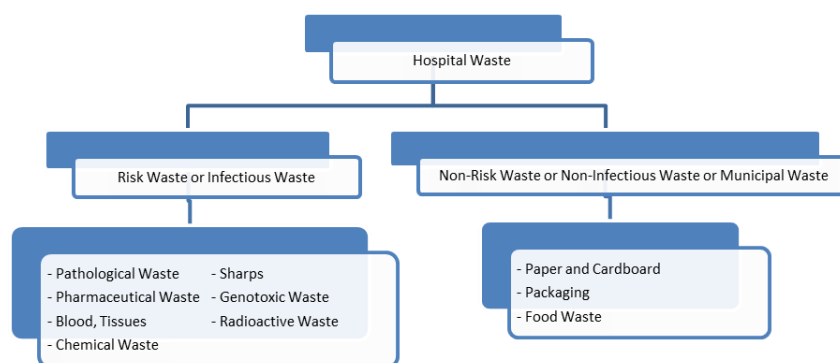 Hospital Waste
Risk Waste or Infectious Waste
Non-Risk Waste or Non-Infectious Waste or Municipal Waste
- Pathological Waste
- Pharmaceutical Waste
- Blood, Tissues
- Chemical Waste
- Sharps
- Genotoxic Waste
- Radioactive Waste
- Paper and Cardboard
- Packaging
- Food Waste